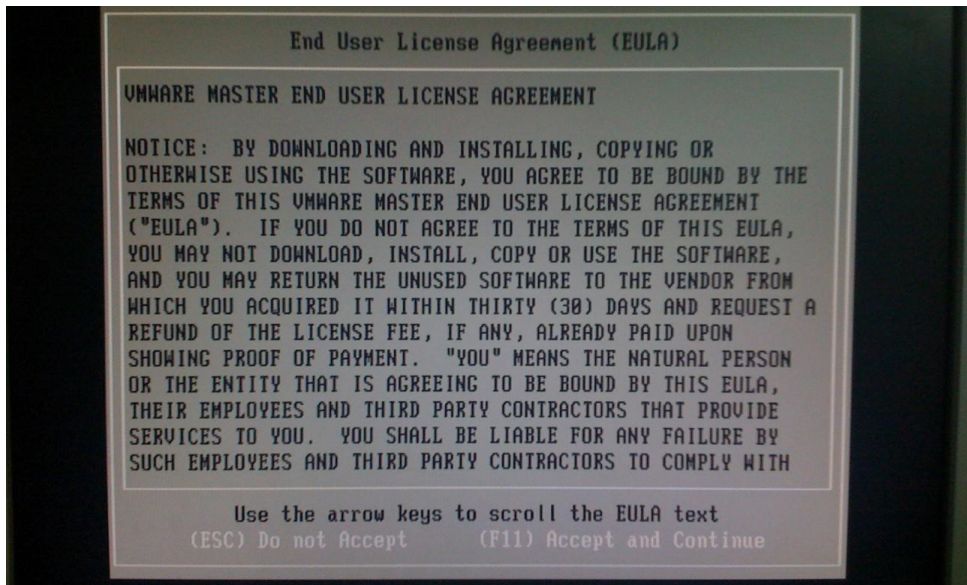 End User License Agreement (EULA)
VMWARE MASTER END USER LICENSE AGREEMENT
NOTICE:  BY DOWNLOADING AND INSTALLING, COPYING OR
OTHERWISE USING THE SOFTWARE, YOU AGREE TO BE BOUND BY THE
TERMS OF THIS VMWARE MASTER END USER LICENSE AGREEMENT
("EULA").  IF YOU DO NOT AGREE TO THE TERMS OF THIS EULA,
YOU MAY NOT DOWNLOAD, INSTALL, COPY OR USE THE SOFTWARE,
AND YOU MAY RETURN THE UNUSED SOFTWARE TO THE VENDOR FROM
WHICH YOU ACQUIRED IT WITHIN THIRTY (30) DAYS AND REQUEST A
REFUND OF THE LICENSE FEE, IF ANY, ALREADY PAID UPON
SHOWING PROOF OF PAYMENT.  "YOU" MEANS THE NATURAL PERSON
OR THE ENTITY THAT IS AGREEING TO BE BOUND BY THIS EULA,
THEIR EMPLOYEES AND THIRD PARTY CONTRACTORS THAT PROVIDE
SERVICES TO YOU.  YOU SHALL BE LIABLE FOR ANY FAILURE BY
SUCH EMPLOYEES AND THIRD PARTY CONTRACTORS TO COMPLY WITH
Use the arrow keys to scroll the EULA text
(ESC) Do not Accept (F11) Accept and Continue